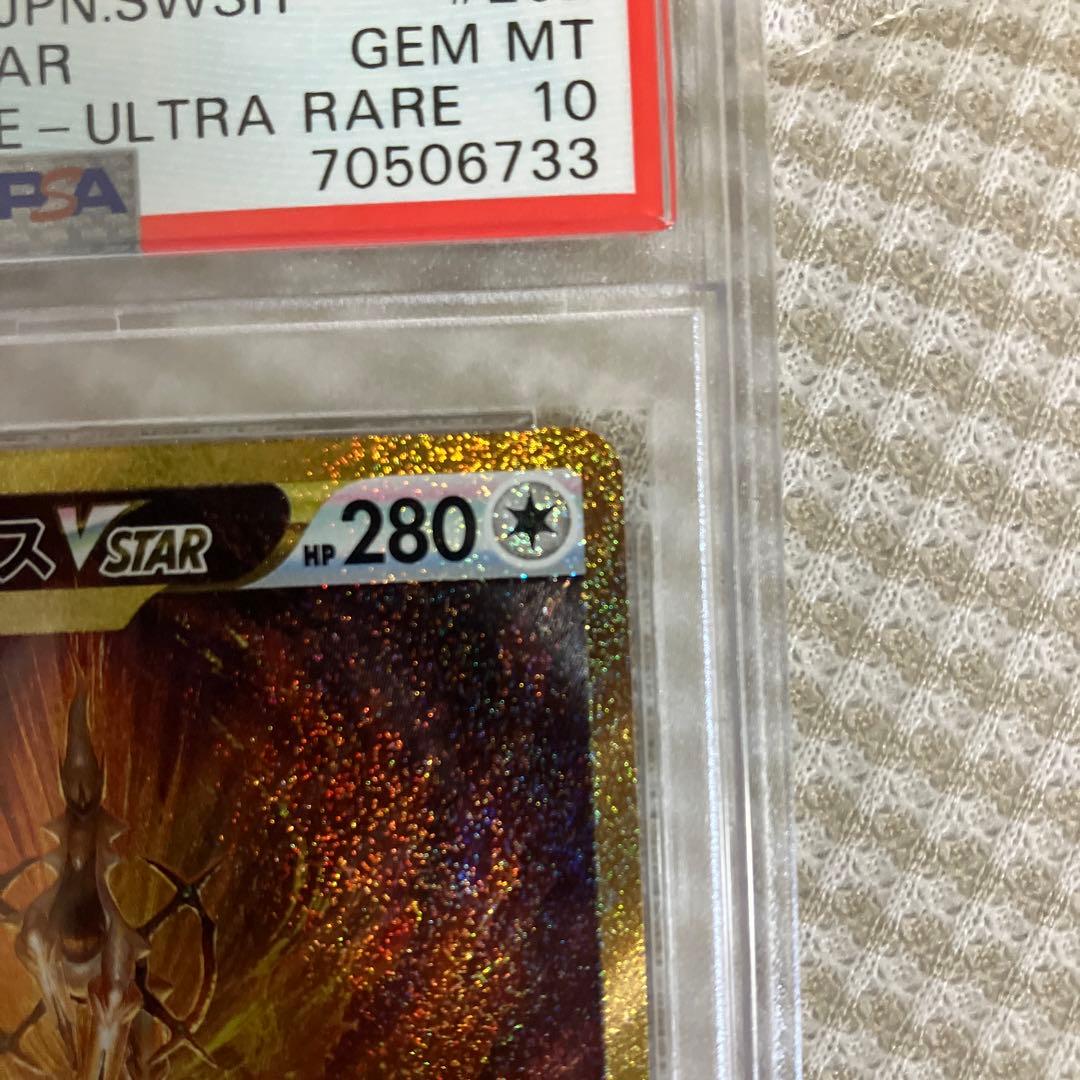 JPN.SWSH
AR GEM MT
E – ULTRA RARE 10
70506733
PSA
ス VSTAR HP 280